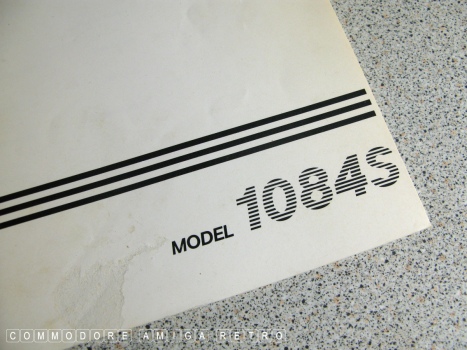 MODEL 1084S
COMMODORE AMIGA RETRO